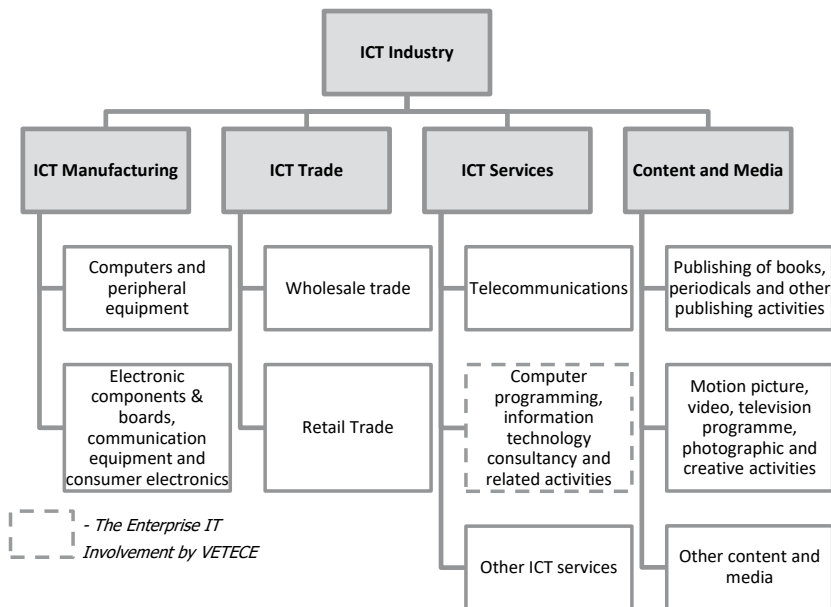 ICT Industry
ICT Manufacturing
ICT Trade
ICT Services
Content and Media
Computers and
peripheral
equipment
Wholesale trade
Telecommunications
Publishing of books,
periodicals and other
publishing activities
Electronic
components &
boards,
communication
equipment and
consumer electronics
Retail Trade
Computer
programming,
information
technology
consultancy and
related activities
Motion picture,
video, television
programme,
photographic and
creative activities
Other ICT services
Other content and
media
- The Enterprise IT
Involvement by VETECE